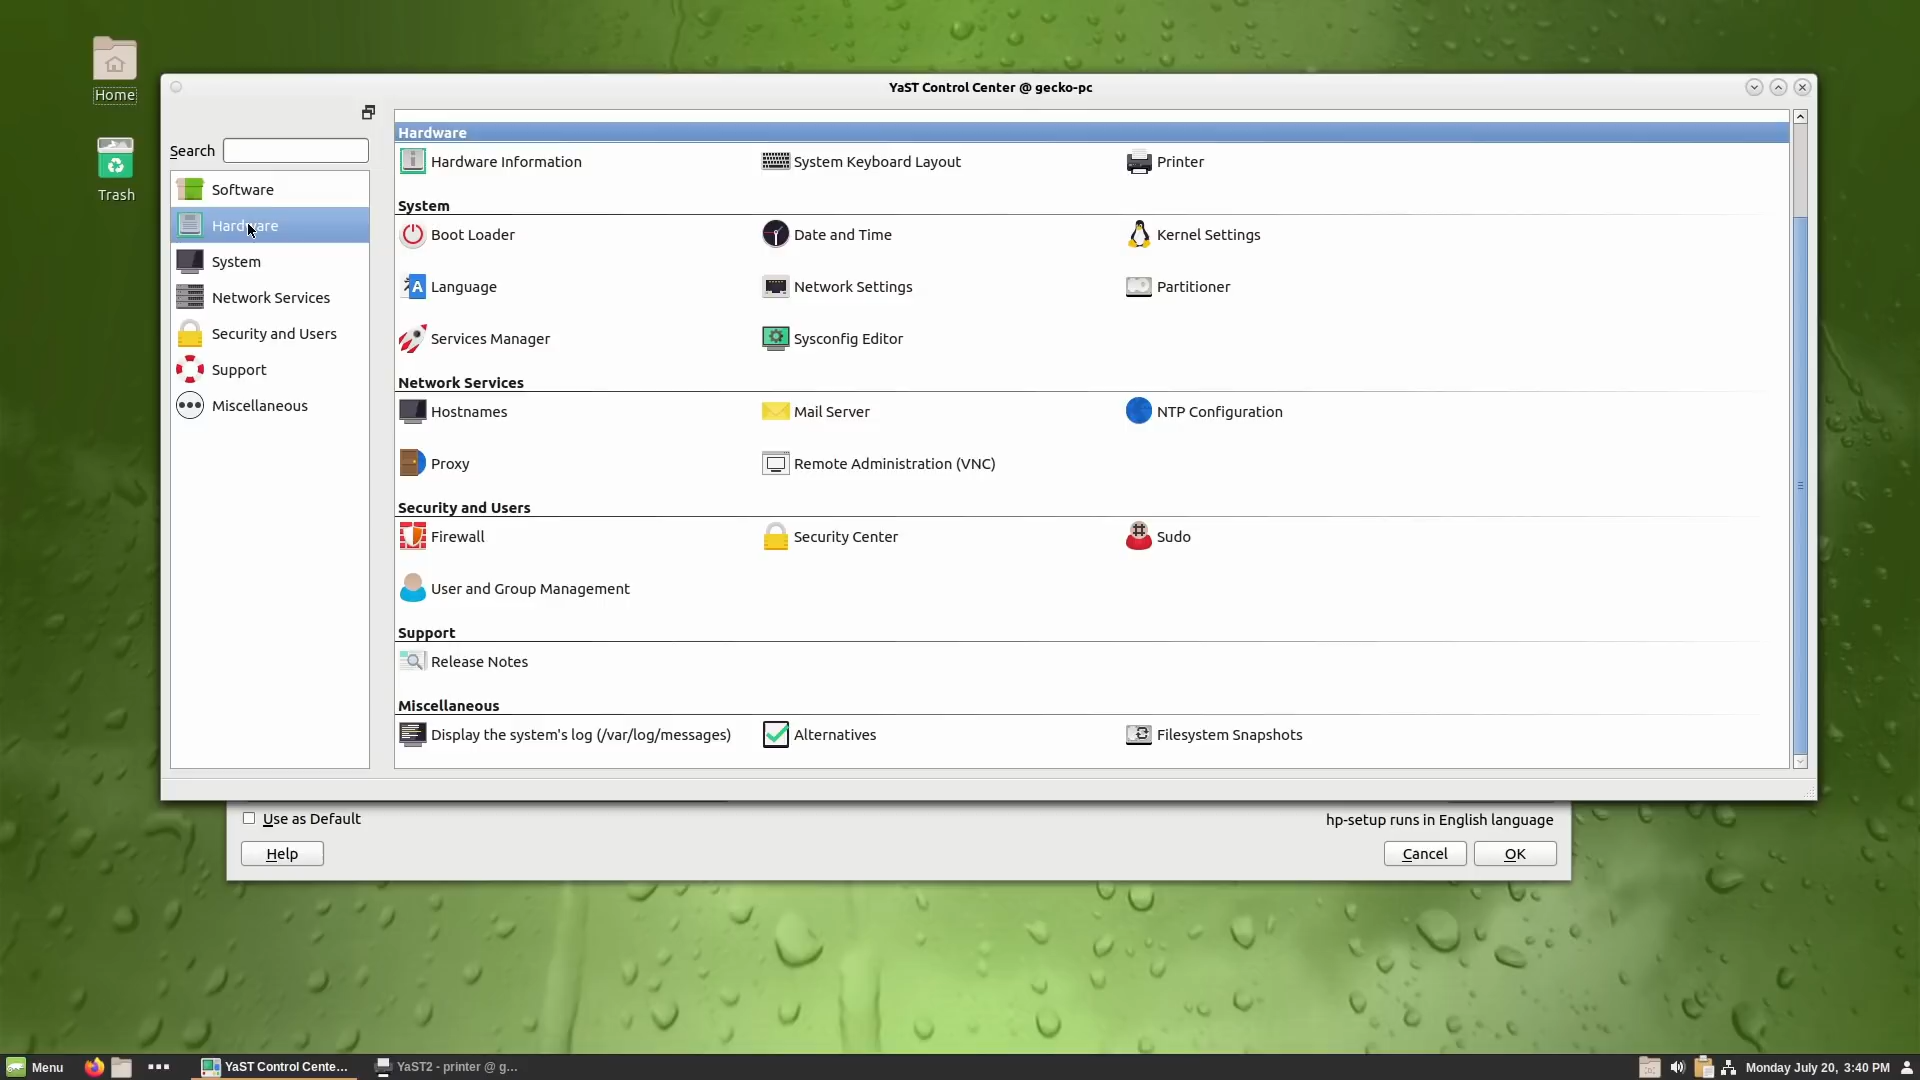 Home
Trash
YaST Control Center @ gecko-pc
Search
Software
Hardware
System
Network Services
Security and Users
Support
Miscellaneous
Hardware
Hardware Information
System Keyboard Layout
Printer
System
Boot Loader
Date and Time
Kernel Settings
Language
Network Settings
Partitioner
Services Manager
Sysconfig Editor
Network Services
Hostnames
Mail Server
NTP Configuration
Proxy
Remote Administration (VNC)
Security and Users
Firewall
Security Center
Sudo
User and Group Management
Support
Release Notes
Miscellaneous
Display the system's log (/var/log/messages)
Alternatives
Filesystem Snapshots
Use as Default
hp-setup runs in English language
Help
Cancel
OK
Menu
YaST Control Cente...
YaST2 - printer @ g...
Monday July 20, 3:40 PM